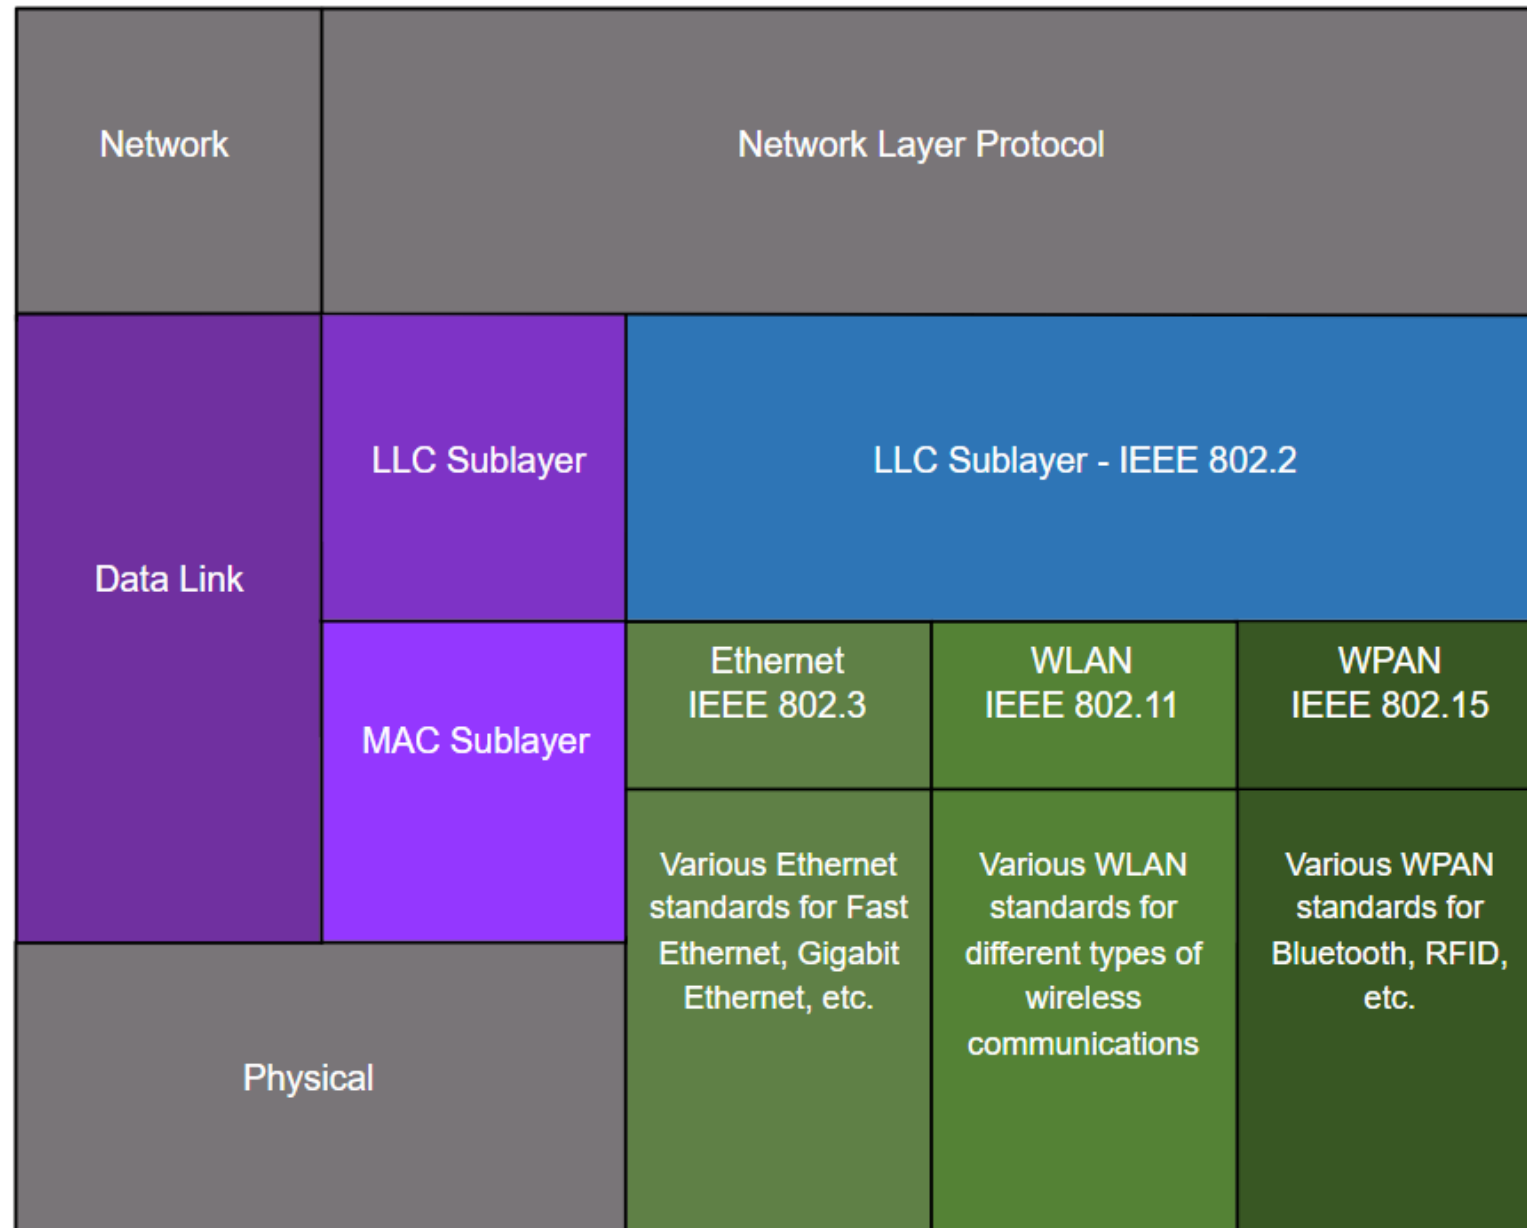 Network
Network Layer Protocol
Data Link
LLC Sublayer
LLC Sublayer - IEEE 802.2
MAC Sublayer
Ethernet
IEEE 802.3
WLAN
IEEE 802.11
WPAN
IEEE 802.15
Various Ethernet
standards for Fast
Ethernet, Gigabit
Ethernet, etc.
Various WLAN
standards for
different types of
wireless
communications
Various WPAN
standards for
Bluetooth, RFID,
etc.
Physical